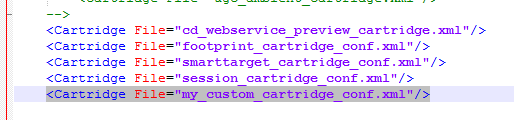 -->
<Cartridge File="cd_webservice_preview_cartridge.xml"/>
<Cartridge File="footprint_cartridge_conf.xml"/>
<Cartridge File="smarttarget_cartridge_conf.xml"/>
<Cartridge File="session_cartridge_conf.xml"/>
<Cartridge File="my_custom_cartridge_conf.xml"/>